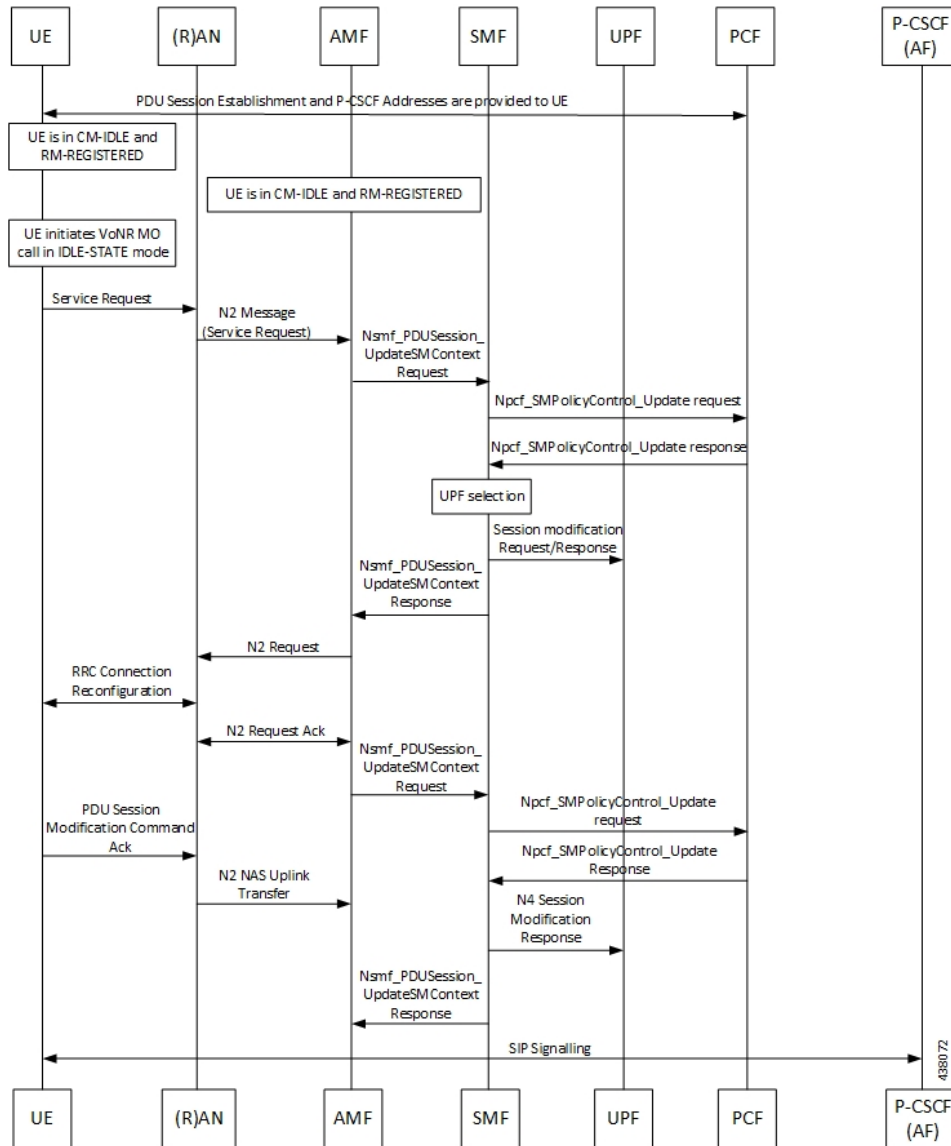 UE
(R)AN
AMF
SMF
UPF
PCF
P-CSCF
(AF)
PDU Session Establishment and P-CSCF Addresses are provided to UE
UE is in CM-IDLE and
RM-REGISTERED
UE is in CM-IDLE and RM-REGISTERED
UE initiates VoNR MO
call in IDLE-STATE mode
Service Request
N2 Message
(Service Request)
Nsmf_PDUSession_
UpdateSMContext
Request
Npcf_SMPolicyControl_Update request
Npcf_SMPolicyControl_Update response
UPF selection
Session modification
Request/Response
Nsmf_PDUSession_
UpdateSMContext
Response
N2 Request
RRC Connection
Reconfiguration
N2 Request Ack
Nsmf_PDUSession_
UpdateSMContext
Request
PDU Session
Modification Command
Ack
Npcf_SMPolicyControl_Update
request
Npcf_SMPolicyControl_Update
Response
N2 NAS Uplink
Transfer
N4 Session
Modification
Response
Nsmf_PDUSession_
UpdateSMContext
Response
SIP Signalling
438072
UE
(R)AN
AMF
SMF
UPF
PCF
P-CSCF
(AF)